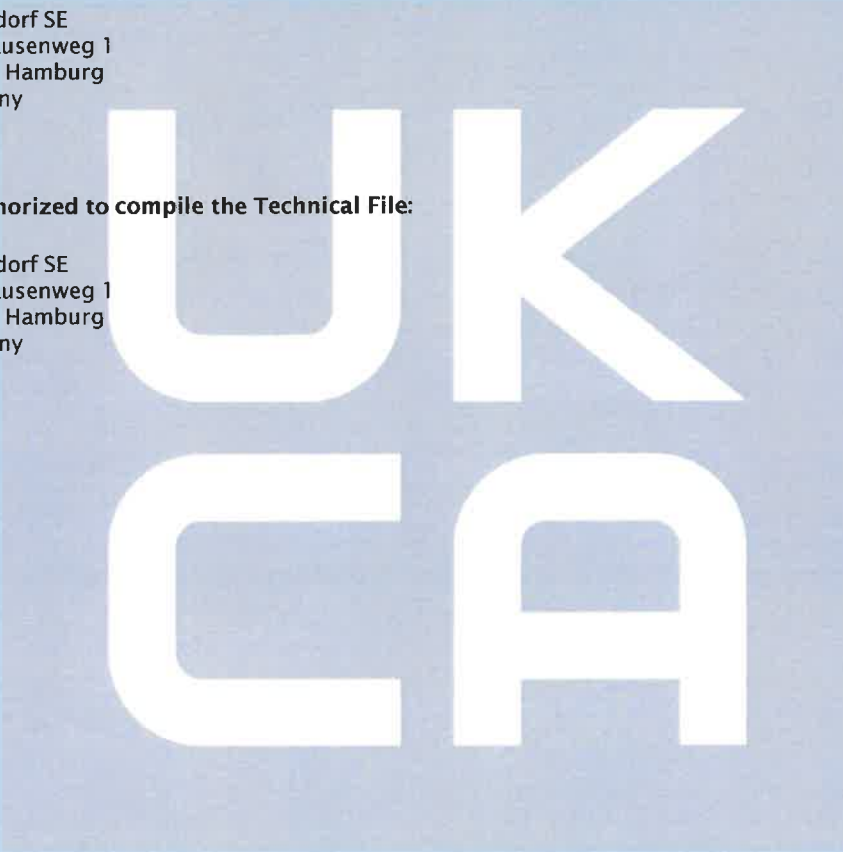 dorf SE
usenweg 1
Hamburg
ny
horized to compile the Technical File:
dorf SE
usenweg 1
Hamburg
ny
UK
CA